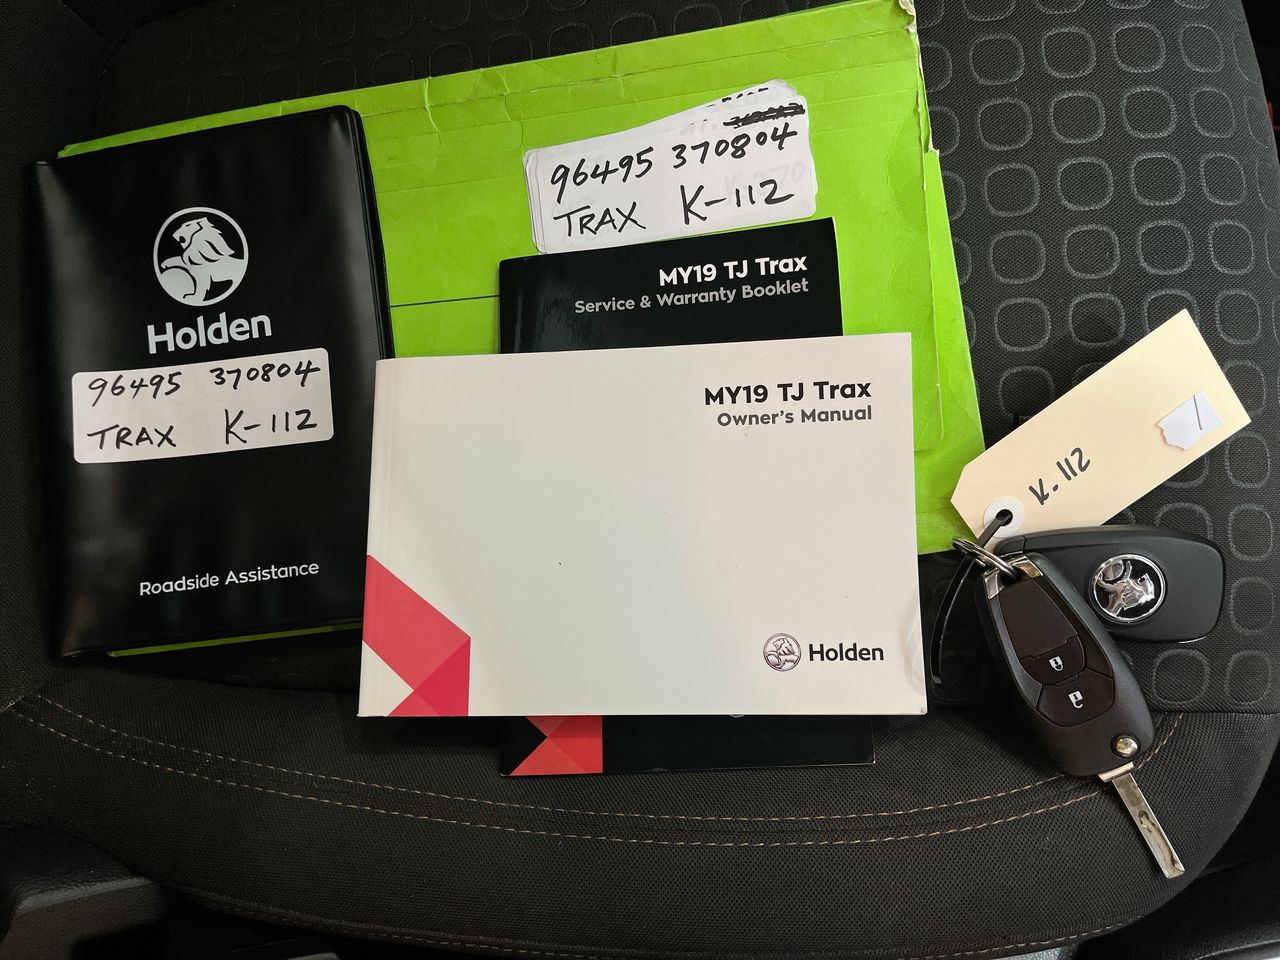 Holden
96495 370804
TRAX K-112
Roadside Assistance
96495 370804
TRAX K-112
MY19 TJ Trax
Service & Warranty Booklet
MY19 TJ Trax
Owner's Manual
Holden
K-112